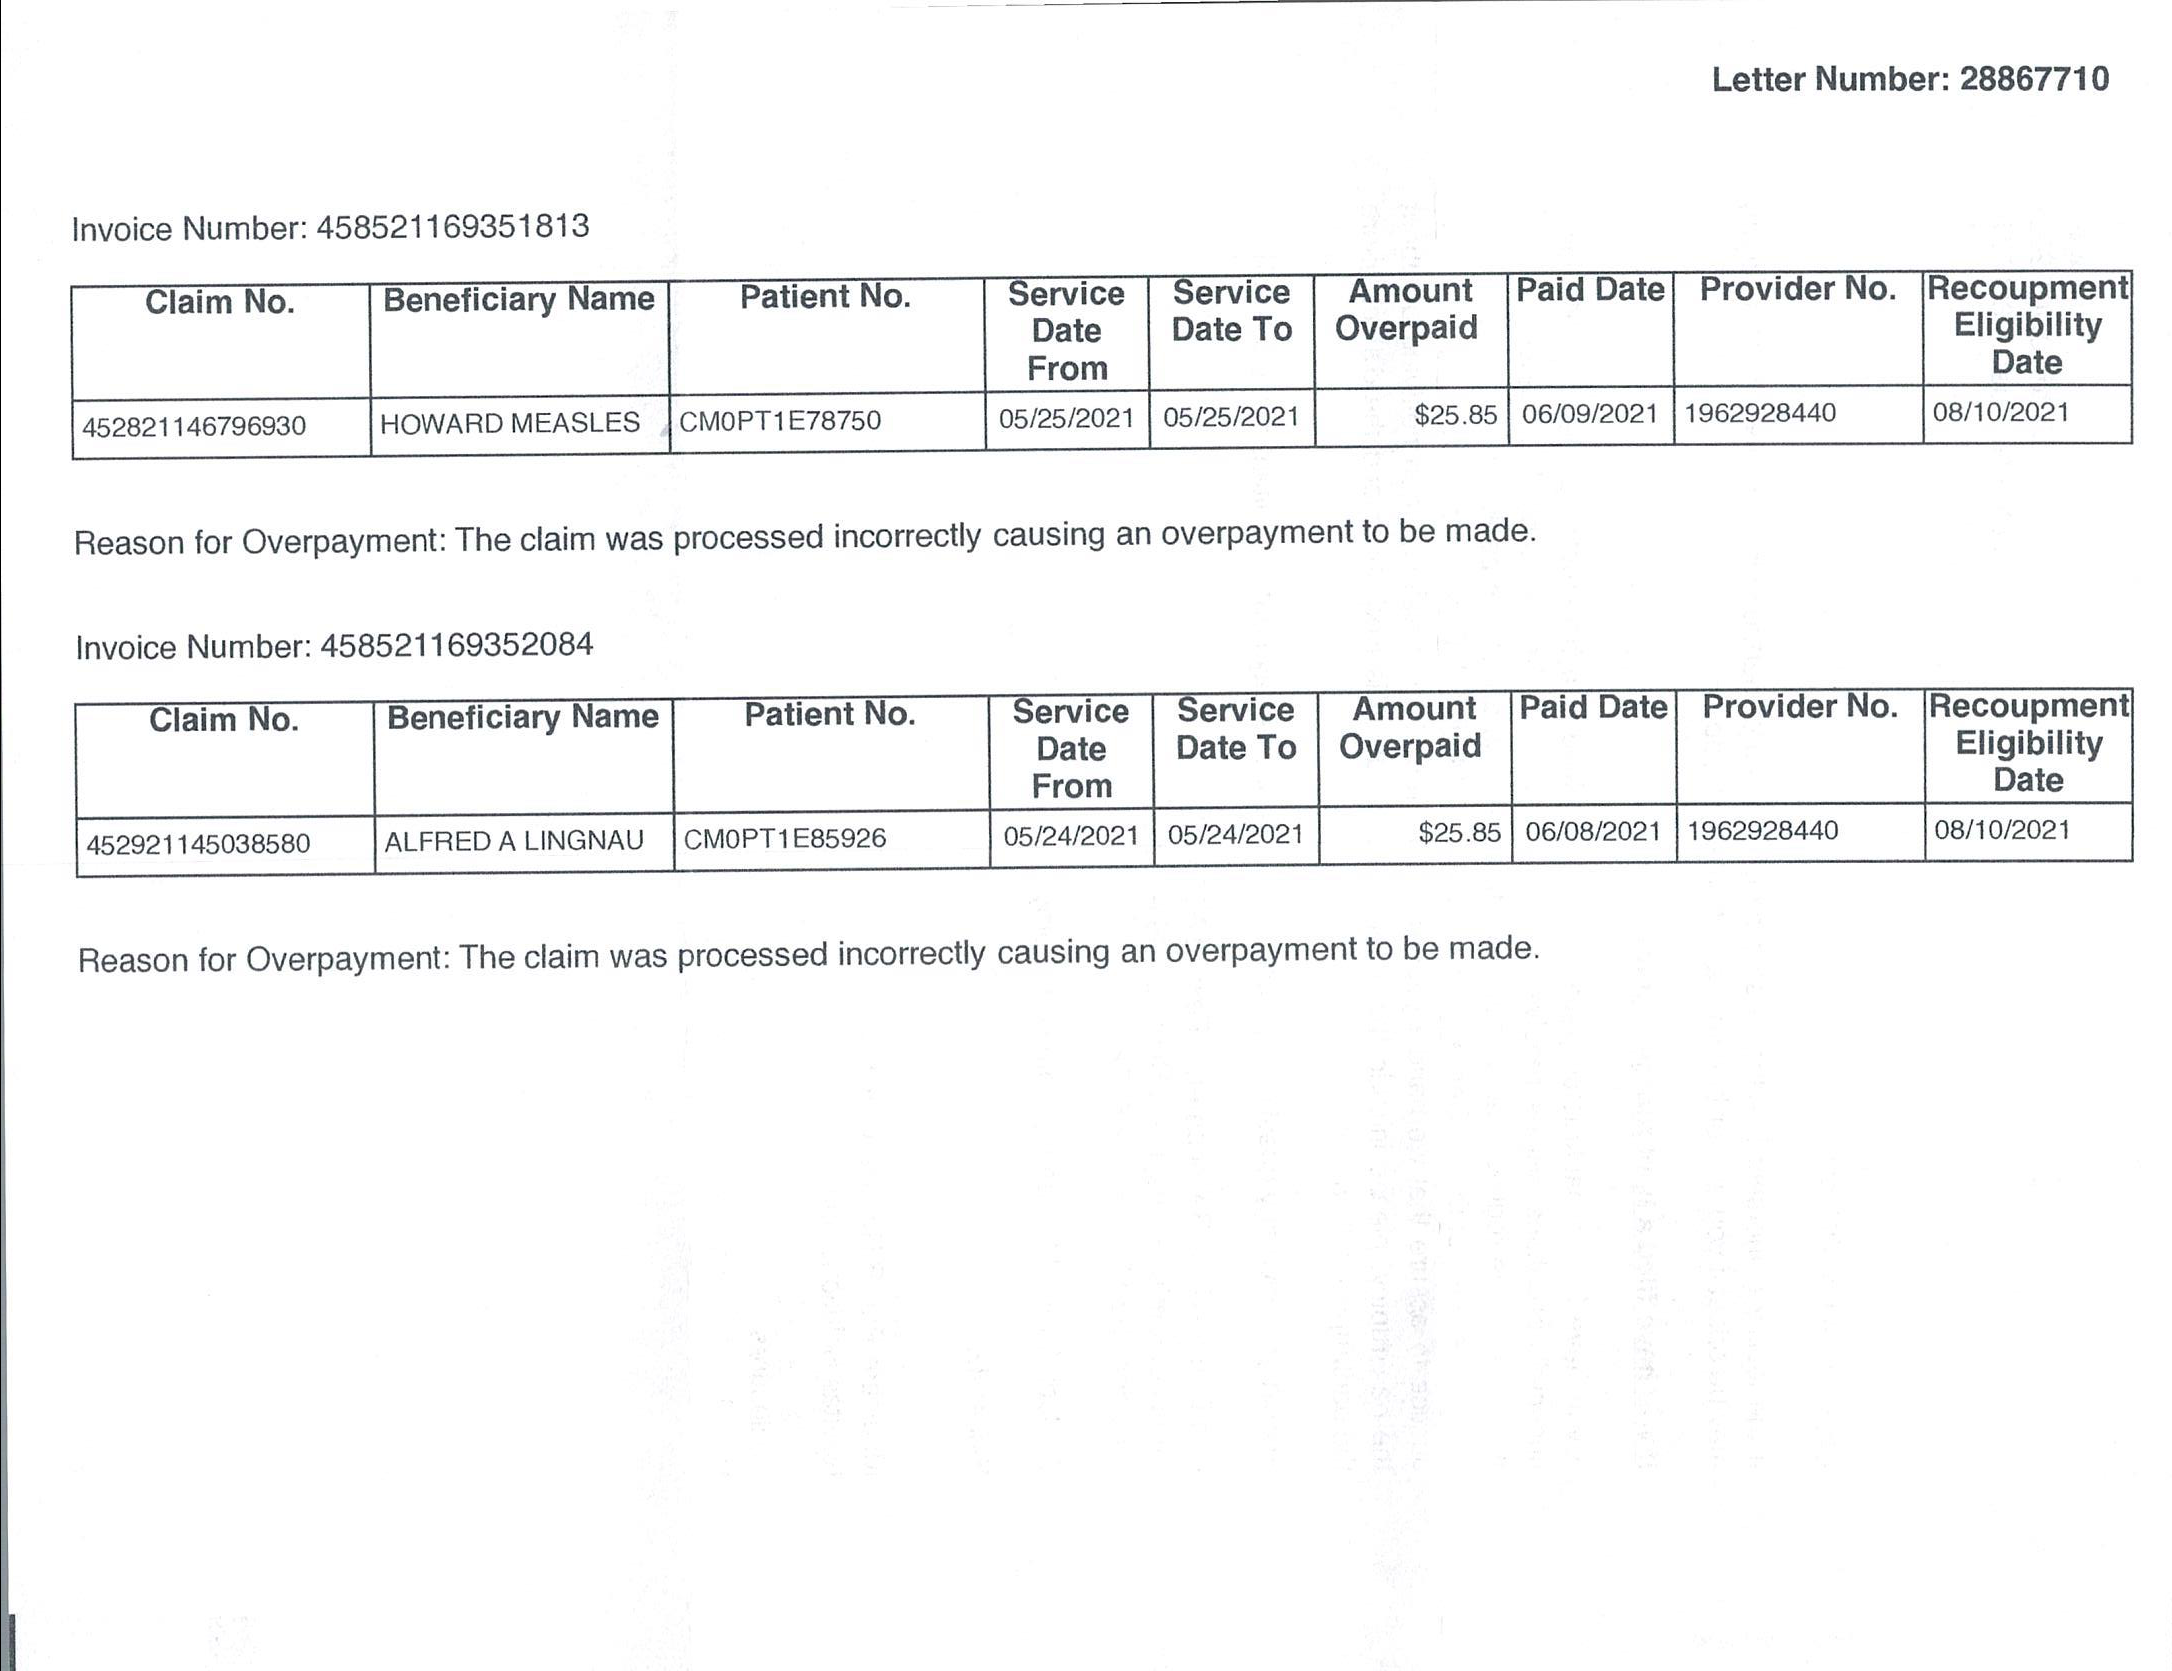 Letter Number: 28867710
Invoice Number: 458521169351813
Claim No. Beneficiary Name Patient No. Service Date From Service Date To Amount Overpaid Paid Date Provider No. Recoupment Eligibility Date
452821146796930 HOWARD MEASLES CM0PT1E78750 05/25/2021 05/25/2021 $25.85 06/09/2021 1962928440 08/10/2021
Reason for Overpayment: The claim was processed incorrectly causing an overpayment to be made.
Invoice Number: 458521169352084
Claim No. Beneficiary Name Patient No. Service Date From Service Date To Amount Overpaid Paid Date Provider No. Recoupment Eligibility Date
452921145038580 ALFRED A LINGNAU CM0PT1E85926 05/24/2021 05/24/2021 $25.85 06/08/2021 1962928440 08/10/2021
Reason for Overpayment: The claim was processed incorrectly causing an overpayment to be made.